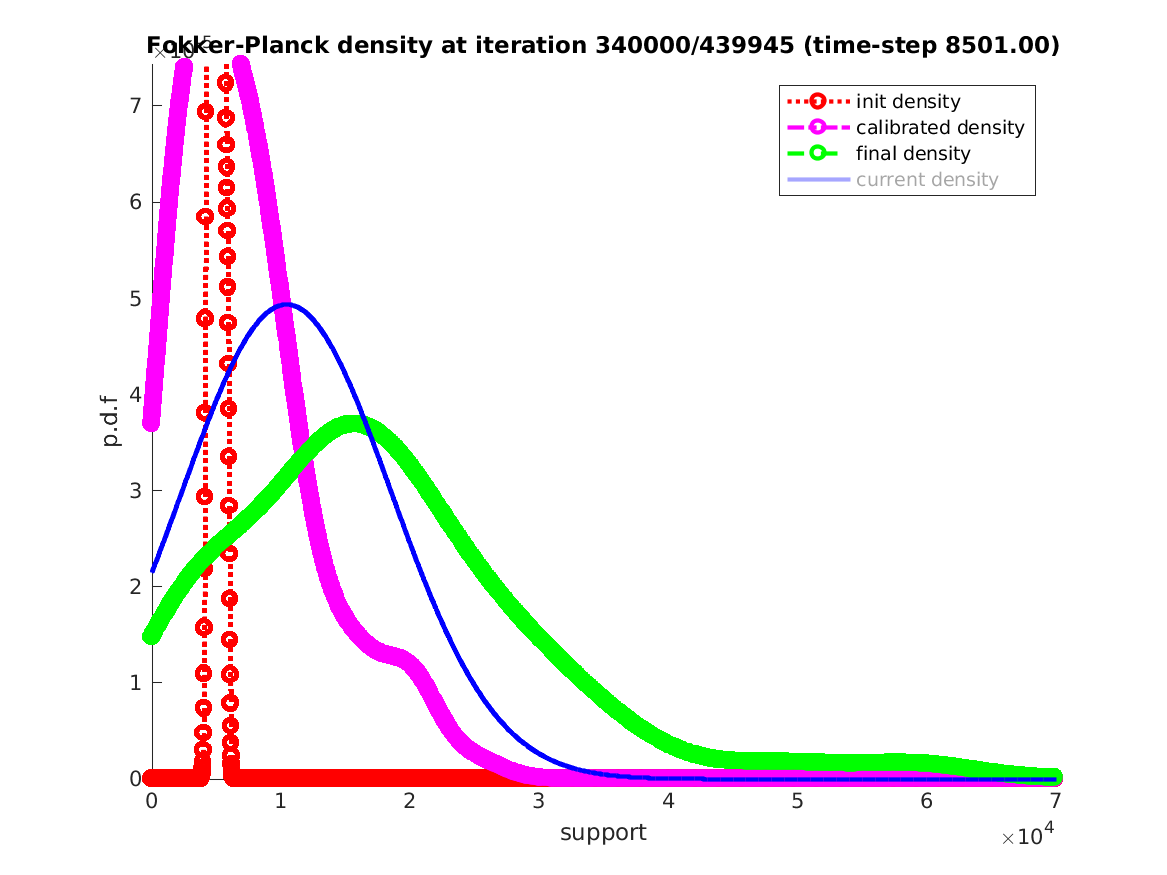 Fokker-Planck density at iteration 340000/439945 (time-step 8501.00)
×10-5
init density
calibrated density
final density
current density
7
6
5
4
3
2
1
0
p.d.f
0 1 2 3 4 5 6 7
support
×10⁴